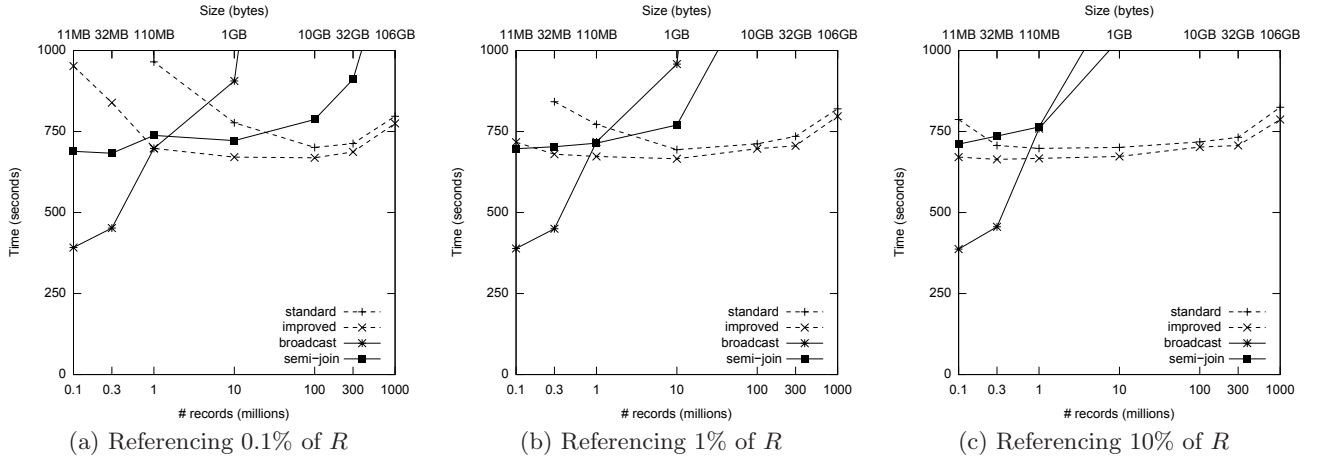 Size (bytes)
11MB 32MB 110MB 1GB 10GB 32GB 106GB
1000
750
500
250
0
Time (seconds)
standard
improved
broadcast
semi−join
0.1 0.3 1 10 100 300 1000
# records (millions)
(a) Referencing 0.1% of R
Size (bytes)
11MB 32MB 110MB 1GB 10GB 32GB 106GB
1000
750
500
250
0
Time (seconds)
standard
improved
broadcast
semi−join
0.1 0.3 1 10 100 300 1000
# records (millions)
(b) Referencing 1% of R
Size (bytes)
11MB 32MB 110MB 1GB 10GB 32GB 106GB
1000
750
500
250
0
Time (seconds)
standard
improved
broadcast
semi−join
0.1 0.3 1 10 100 300 1000
# records (millions)
(c) Referencing 10% of R